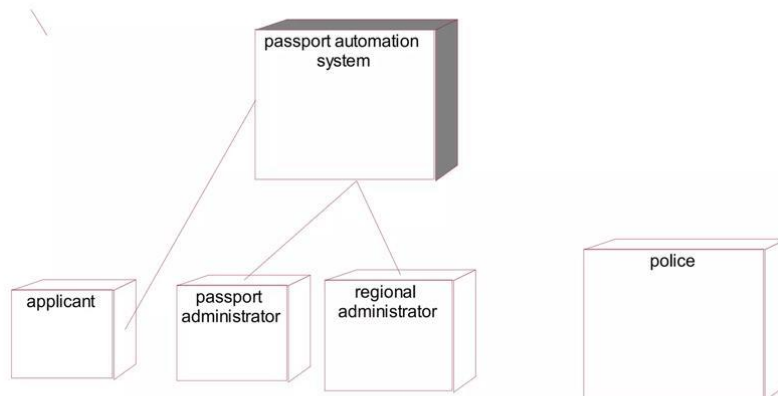 passport automation
system
applicant
passport
administrator
regional
administrator
police